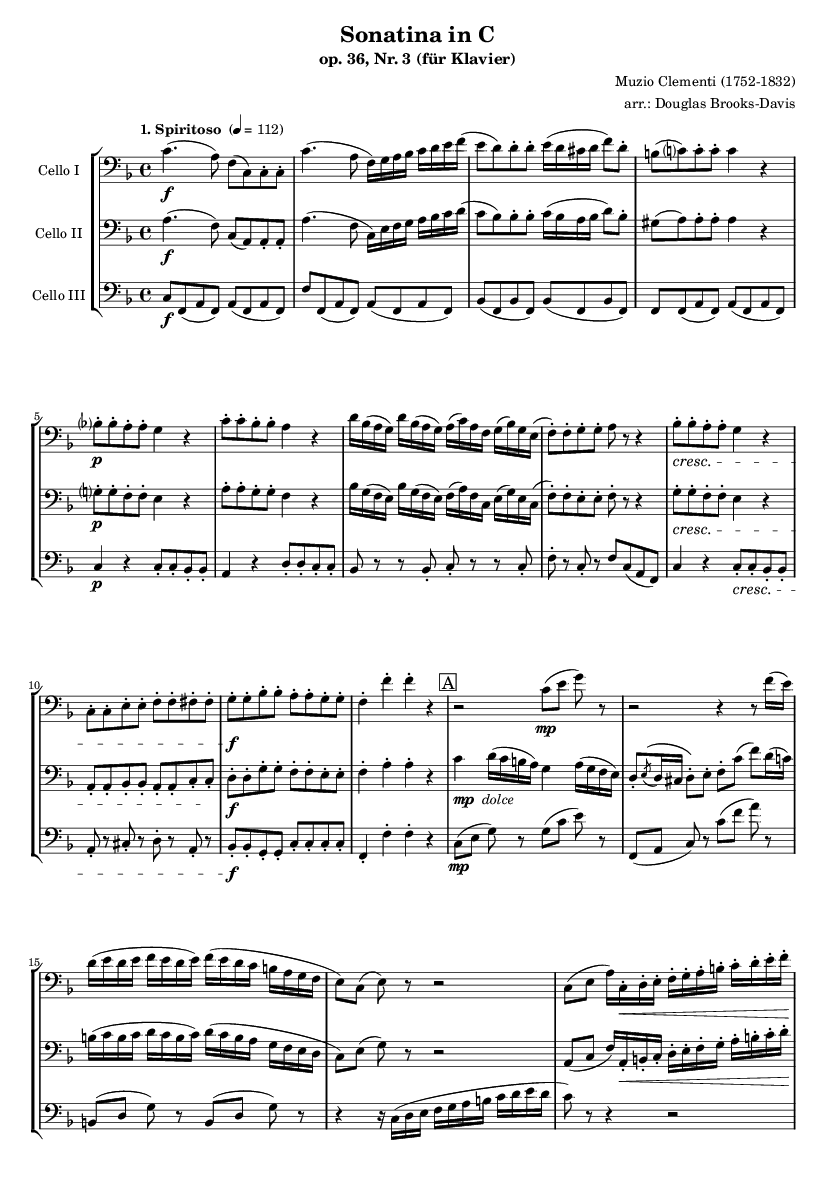 Sonatina in C
op. 36, Nr. 3 (für Klavier)
Muzio Clementi (1752-1832)
arr.: Douglas Brooks-Davis
1. Spiritoso (♩ = 112)
Cello I
f
Cello II
f
Cello III
f
5
p
cresc.
p
cresc.
p
cresc.
10
A
f
mp
f
mp dolce
f
mp
15